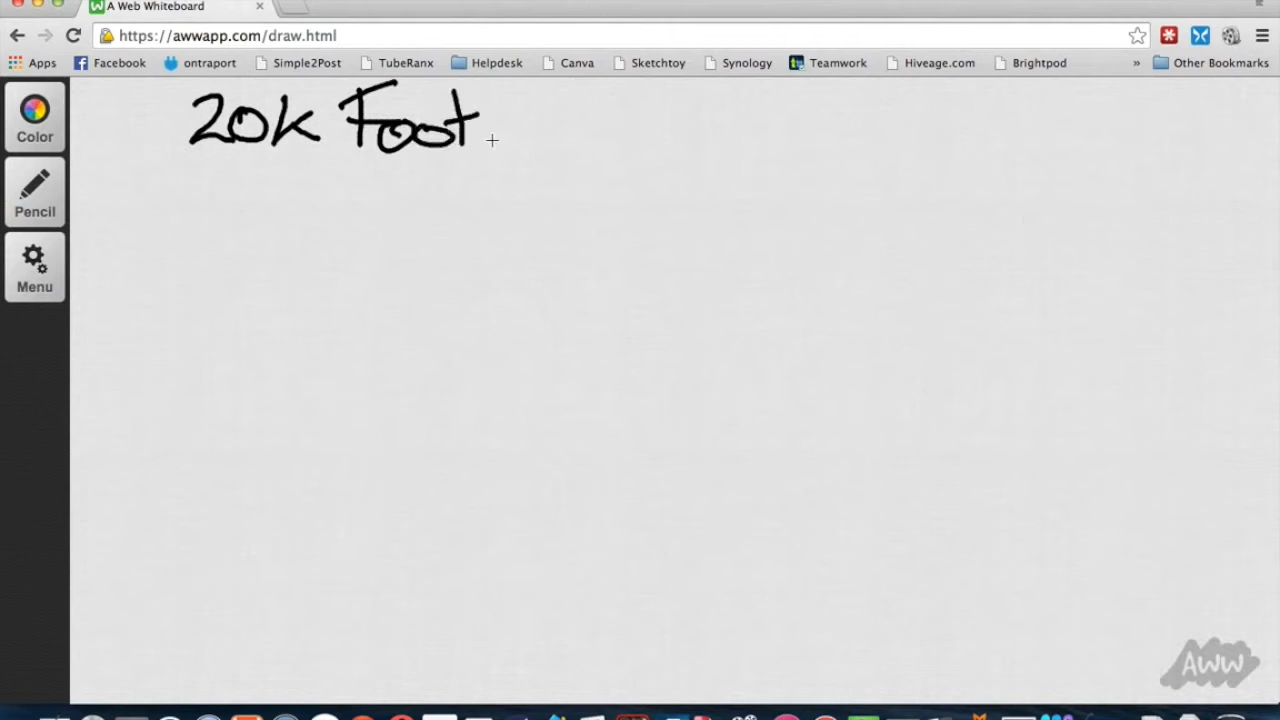 A Web Whiteboard
https://awwapp.com/draw.html
Apps Facebook ontraport Simple2Post TubeRanx Helpdesk Canva Sketchtoy Synology Teamwork Hiveage.com Brightpod » Other Bookmarks
20k Foot
Color
Pencil
Menu
AWW